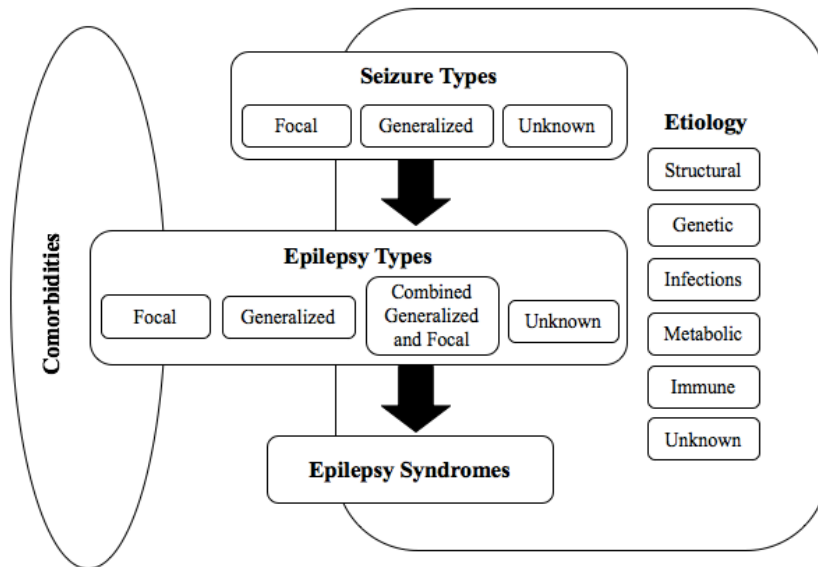 Seizure Types
Focal
Generalized
Unknown
Etiology
Structural
Genetic
Infections
Metabolic
Immune
Unknown
Comorbidities
Epilepsy Types
Focal
Generalized
Combined
Generalized
and Focal
Unknown
Epilepsy Syndromes